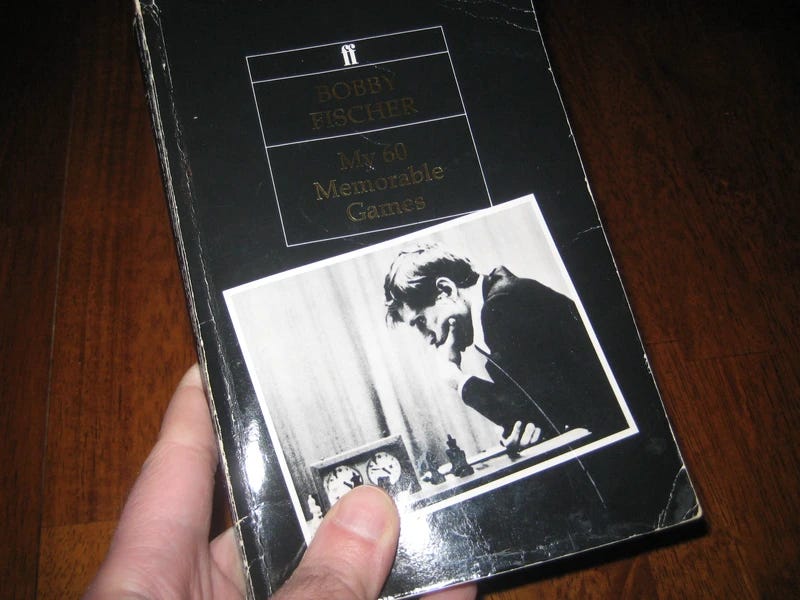 ff
BOBBY
FISCHER
My 60
Memorable
Games